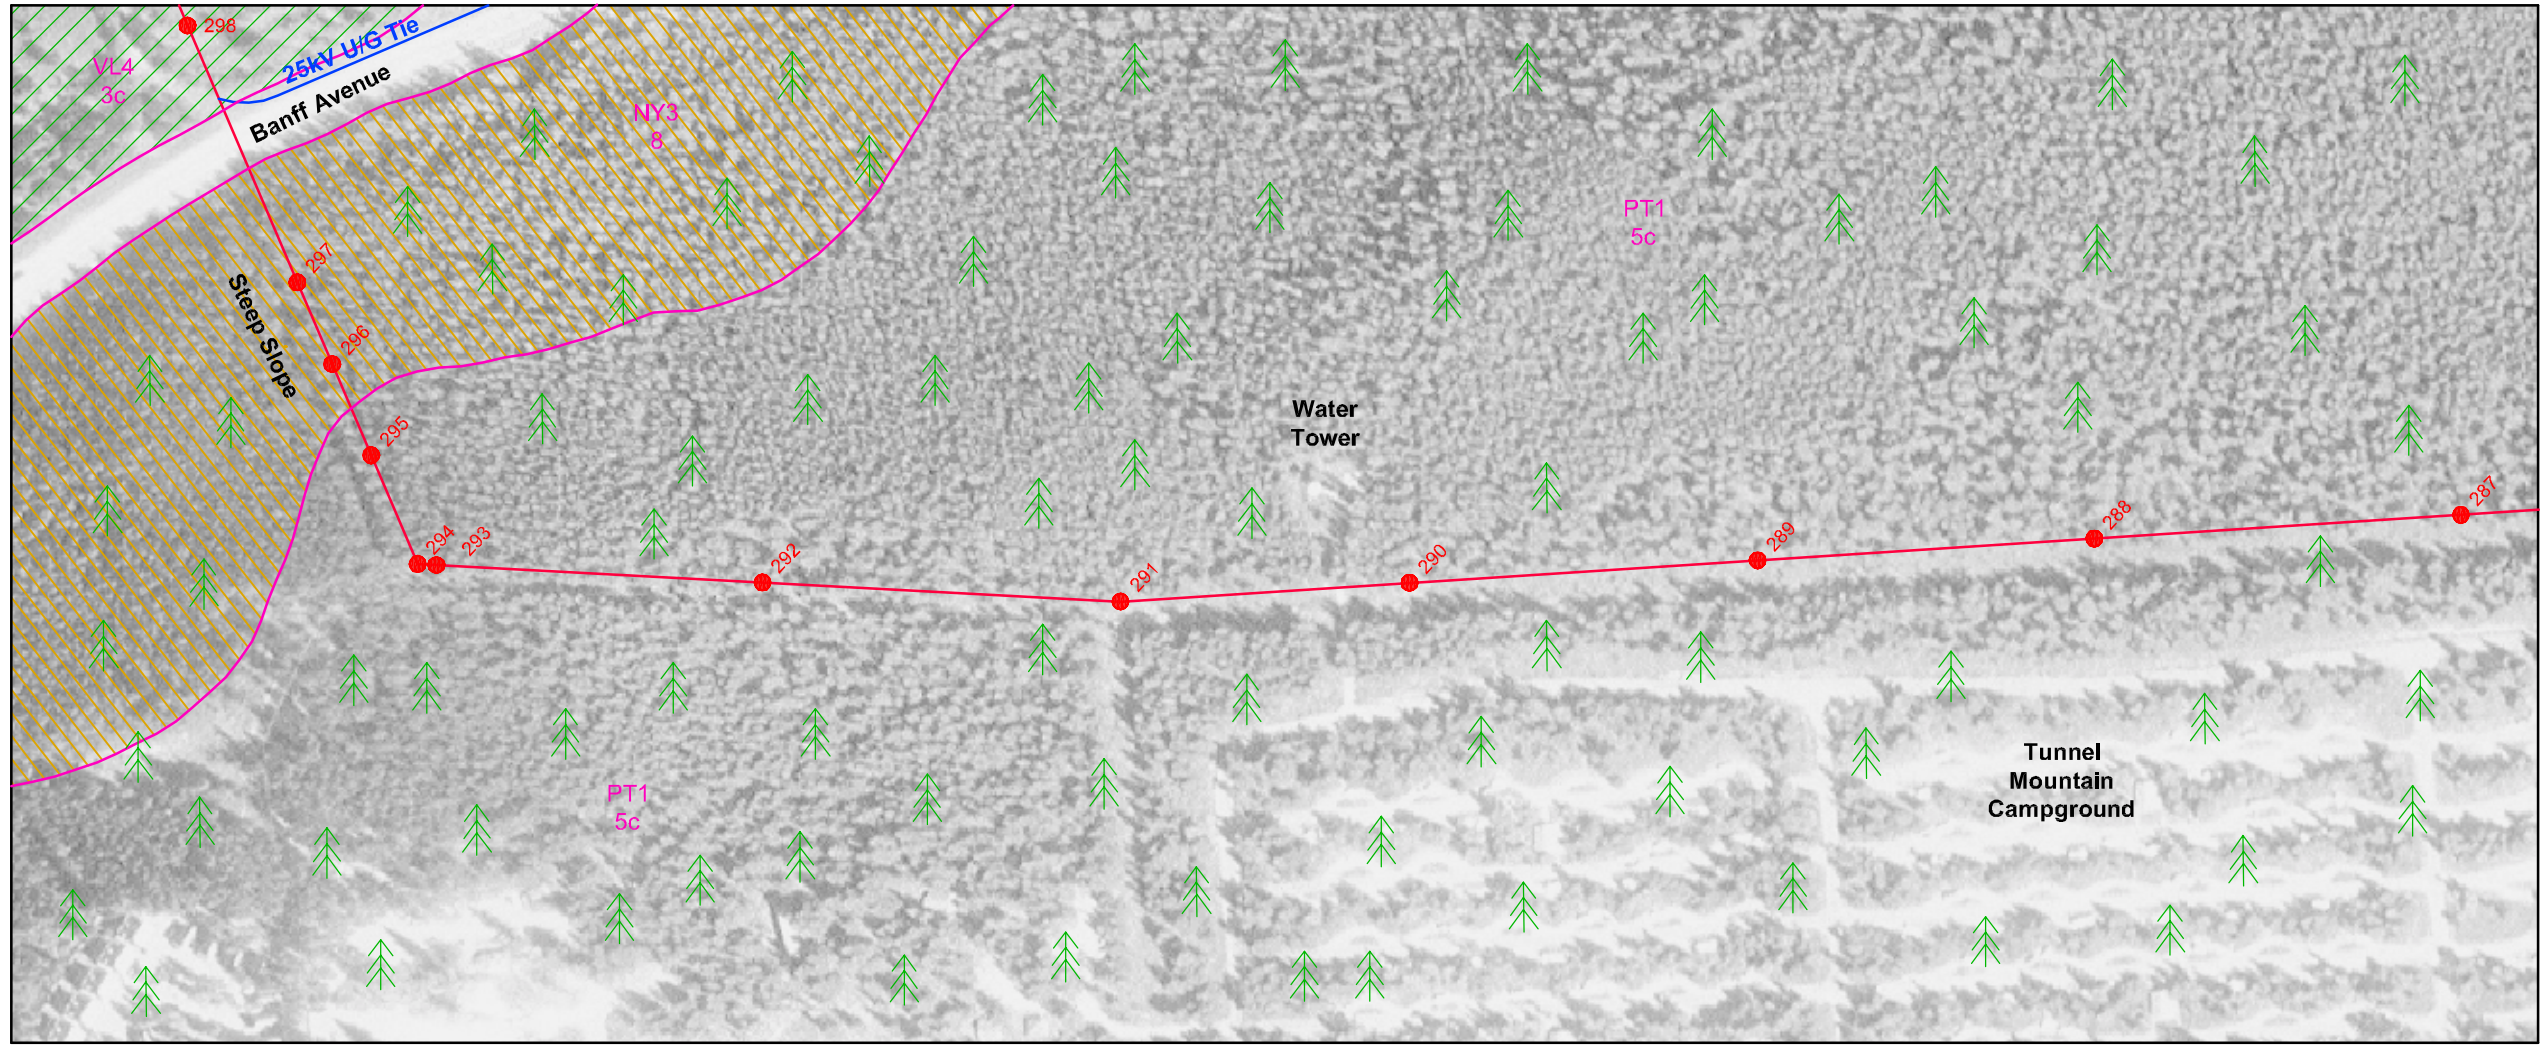 298
25kV U/G Tie
VL4
3c
Banff Avenue
NY3
8
PT1
5c
297
Steep Slope
296
295
Water
Tower
294
293
292
291
290
289
288
287
Tunnel
Mountain
Campground
PT1
5c